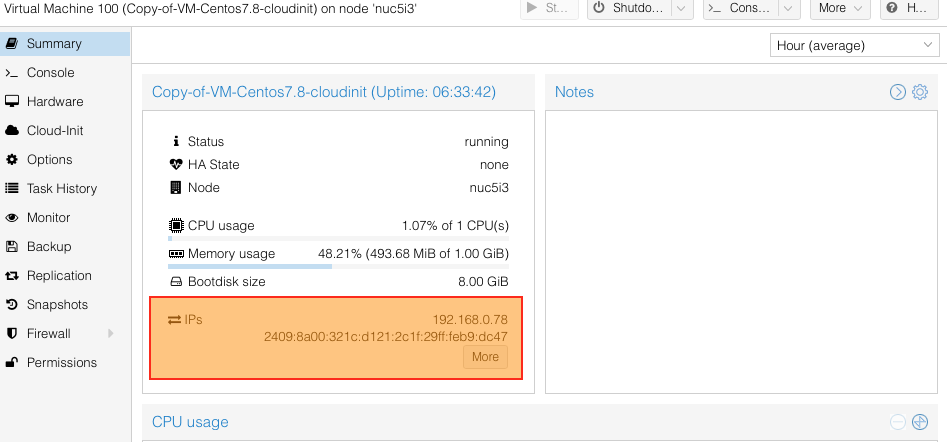 Virtual Machine 100 (Copy-of-VM-Centos7.8-cloudinit) on node 'nuc5i3'
St... Shutdo... Cons... More H...
Summary
Console
Hardware
Cloud-Init
Options
Task History
Monitor
Backup
Replication
Snapshots
Firewall
Permissions
Hour (average)
Copy-of-VM-Centos7.8-cloudinit (Uptime: 06:33:42)
Status running
HA State none
Node nuc5i3
CPU usage 1.07% of 1 CPU(s)
Memory usage 48.21% (493.68 MiB of 1.00 GiB)
Bootdisk size 8.00 GiB
IPs 192.168.0.78
2409:8a00:321c:d121:2c1f:29ff:feb9:dc47
More
Notes
CPU usage